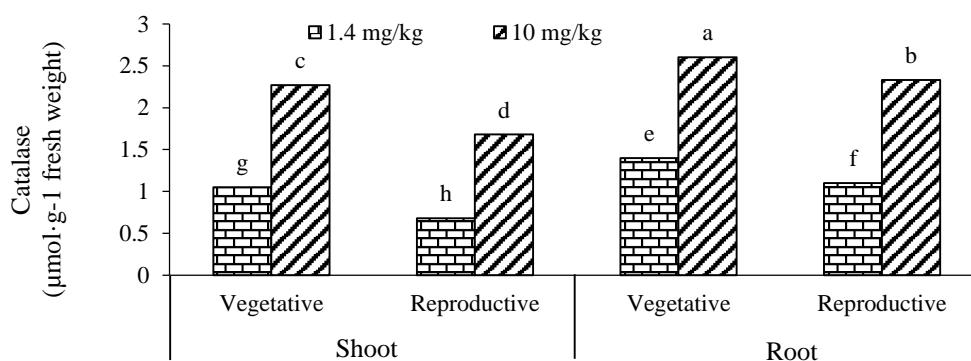 Catalase
(µmol·g-1 fresh weight)
3
2.5
2
1.5
1
0.5
0
1.4 mg/kg 10 mg/kg
g
c
h
d
e
a
f
b
Vegetative Reproductive Vegetative Reproductive
Shoot Root